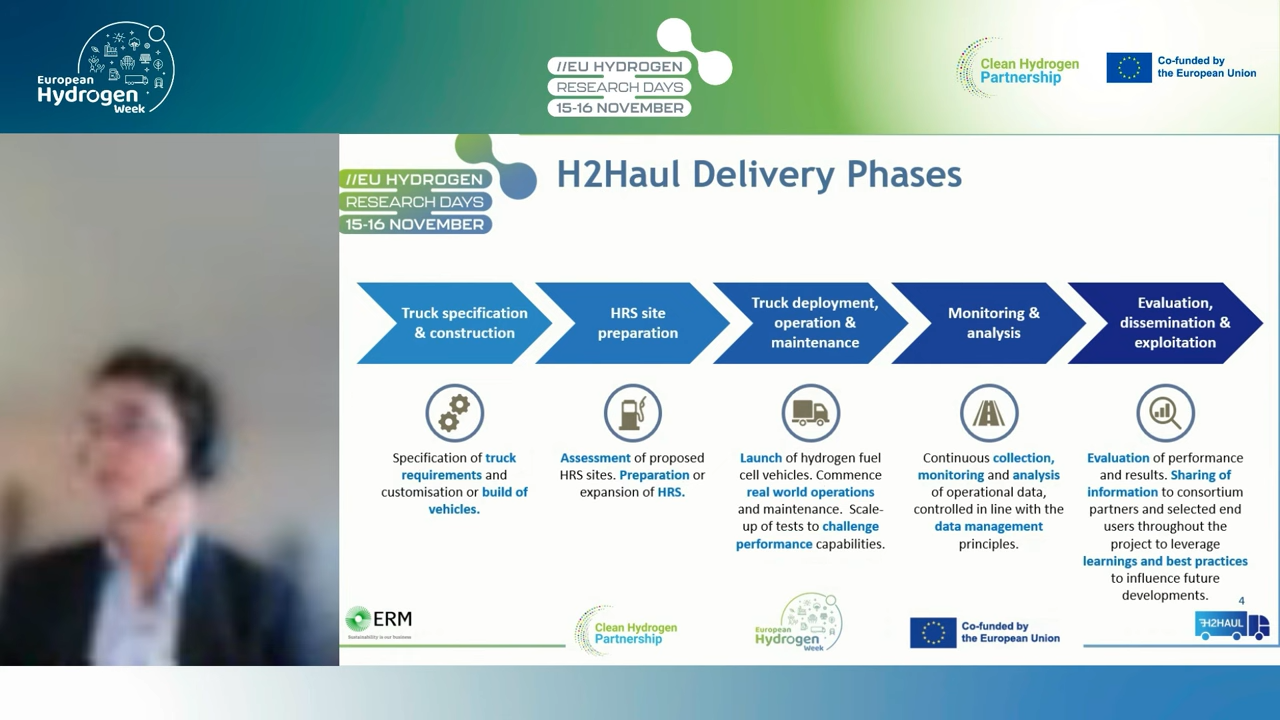 European
Hydrogen
Week
//EU HYDROGEN
RESEARCH DAYS
15-16 NOVEMBER
Clean Hydrogen
Partnership
Co-funded by
the European Union
//EU HYDROGEN
RESEARCH DAYS
15-16 NOVEMBER
H2Haul Delivery Phases
Truck specification
& construction
HRS site
preparation
Truck deployment,
operation &
maintenance
Monitoring &
analysis
Evaluation,
dissemination &
exploitation
Specification of truck
requirements and
customisation or build of
vehicles.
Assessment of proposed
HRS sites. Preparation or
expansion of HRS.
Launch of hydrogen fuel
cell vehicles. Commence
real world operations
and maintenance. Scale-
up of tests to challenge
performance capabilities.
Continuous collection,
monitoring and analysis
of operational data,
controlled in line with the
data management
principles.
Evaluation of performance
and results. Sharing of
information to consortium
partners and selected end
users throughout the
project to leverage
learnings and best practices
to influence future
developments.
4
ERM
Sustainability is our business
Clean Hydrogen
Partnership
European
Hydrogen
Week
Co-funded by
the European Union
H2HAUL